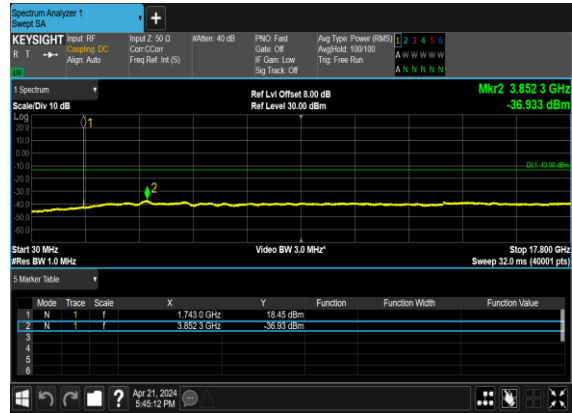 Spectrum Analyzer 1
Swept SA
+
KEYSIGHT Input: RF Input Z: 50 Ω #Atten: 40 dB PNO: Fast Avg Type: Power (RMS) 1 2 3 4 5 6
R T Coupling: DC Corr CCorr Gate: Off Avg|Hold: 100/100 A W W W W W
Align: Auto Freq Ref: Int (S) IF Gain: Low Trig: Free Run
LW Sig Track: Off A N N N N N
1 Spectrum Ref Lvl Offset 8.00 dB Mkr2 3.852 3 GHz
Scale/Div 10 dB Ref Level 30.00 dBm -36.933 dBm
Log
1
20.0
10.0
0.00
-10.0 DL1 -13.00 dBm
-20.0
-30.0 2
-40.0
-50.0
-60.0
Start 30 MHz Video BW 3.0 MHz* Stop 17.800 GHz
#Res BW 1.0 MHz Sweep 32.0 ms (40001 pts)
5 Marker Table
Mode Trace Scale X Y Function Function Width Function Value
1 N 1 f 1.743 0 GHz 18.45 dBm
2 N 1 f 3.852 3 GHz -36.93 dBm
3
4
5
6
? Apr 21, 2024
5:45:12 PM